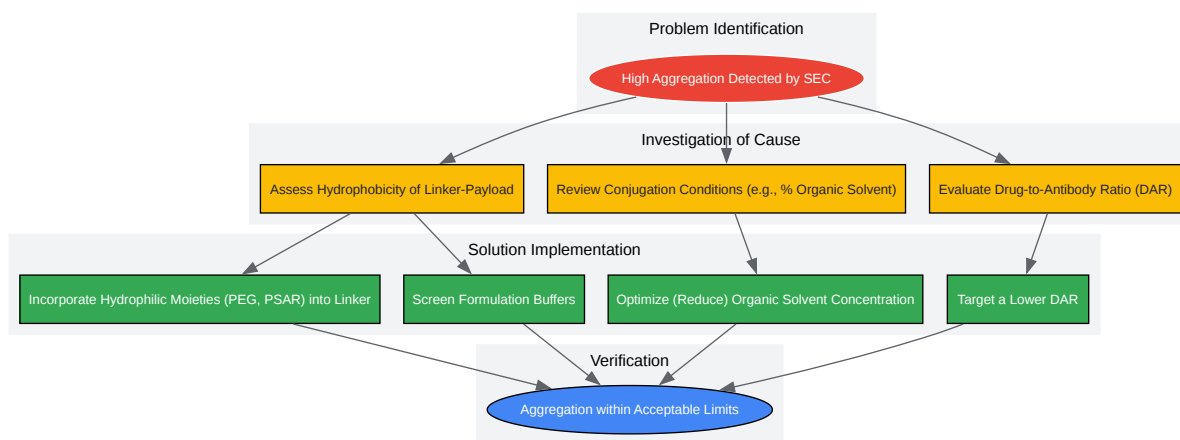 Problem Identification
High Aggregation Detected by SEC
Investigation of Cause
Assess Hydrophobicity of Linker-Payload
Review Conjugation Conditions (e.g., % Organic Solvent)
Evaluate Drug-to-Antibody Ratio (DAR)
Solution Implementation
Incorporate Hydrophilic Moieties (PEG, PSAR) into Linker
Screen Formulation Buffers
Optimize (Reduce) Organic Solvent Concentration
Target a Lower DAR
Verification
Aggregation within Acceptable Limits